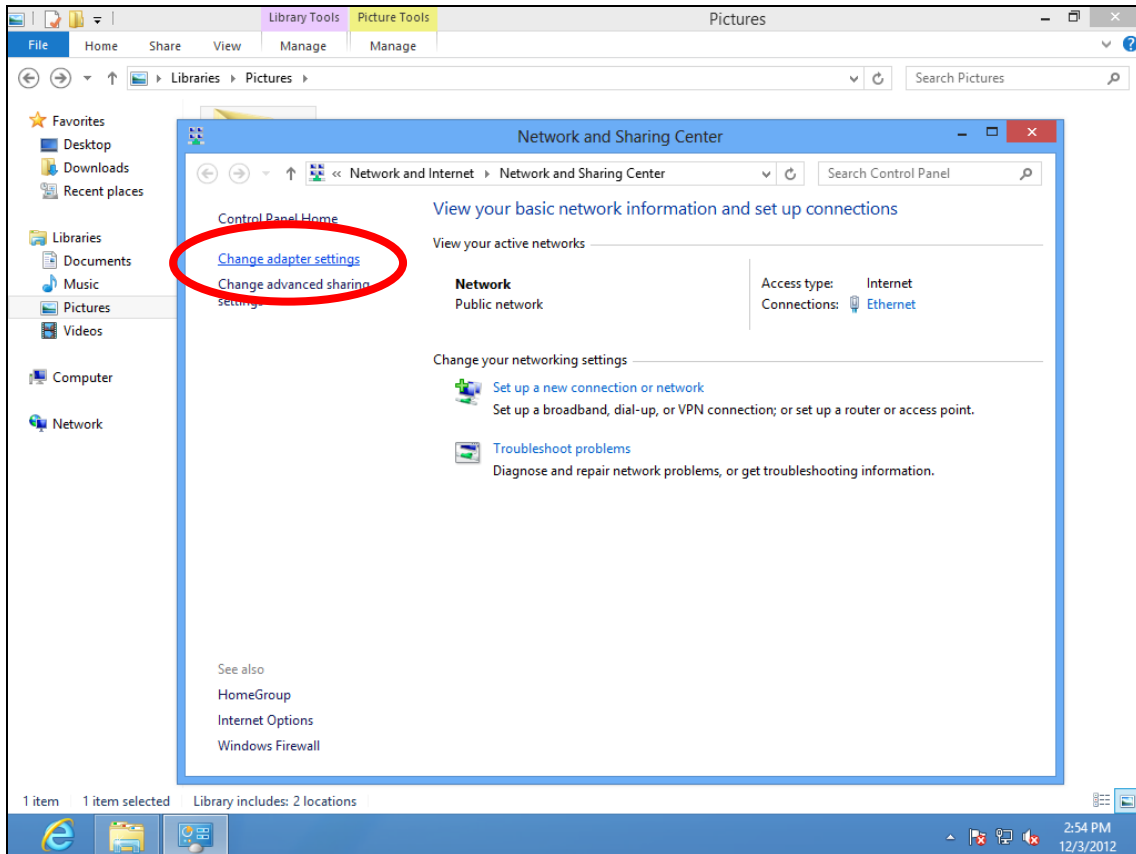 Library Tools Picture Tools Pictures
File Home Share View Manage Manage
Libraries Pictures Search Pictures
Favorites
Desktop
Downloads
Recent places
Libraries
Documents
Music
Pictures
Videos
Computer
Network
Network and Sharing Center
« Network and Internet Network and Sharing Center Search Control Panel
Control Panel Home
Change adapter settings
Change advanced sharing
settings
See also
HomeGroup
Internet Options
Windows Firewall
View your basic network information and set up connections
View your active networks
Network
Public network
Access type: Internet
Connections: Ethernet
Change your networking settings
Set up a new connection or network
Set up a broadband, dial-up, or VPN connection; or set up a router or access point.
Troubleshoot problems
Diagnose and repair network problems, or get troubleshooting information.
1 item 1 item selected Library includes: 2 locations
2:54 PM
12/3/2012